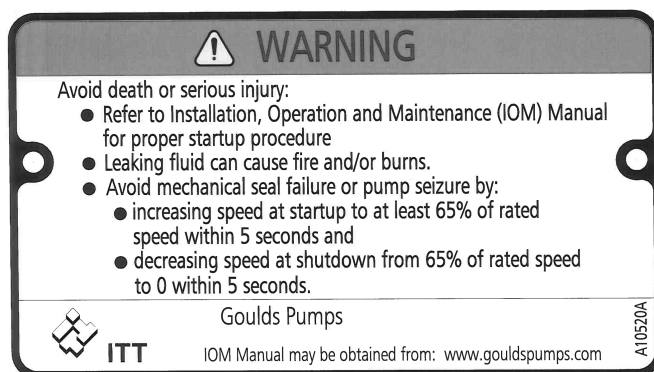 WARNING
Avoid death or serious injury:
● Refer to Installation, Operation and Maintenance (IOM) Manual
for proper startup procedure
● Leaking fluid can cause fire and/or burns.
● Avoid mechanical seal failure or pump seizure by:
● increasing speed at startup to at least 65% of rated
speed within 5 seconds and
● decreasing speed at shutdown from 65% of rated speed
to 0 within 5 seconds.
Goulds Pumps
ITT
IOM Manual may be obtained from: www.gouldspumps.com
A10520A